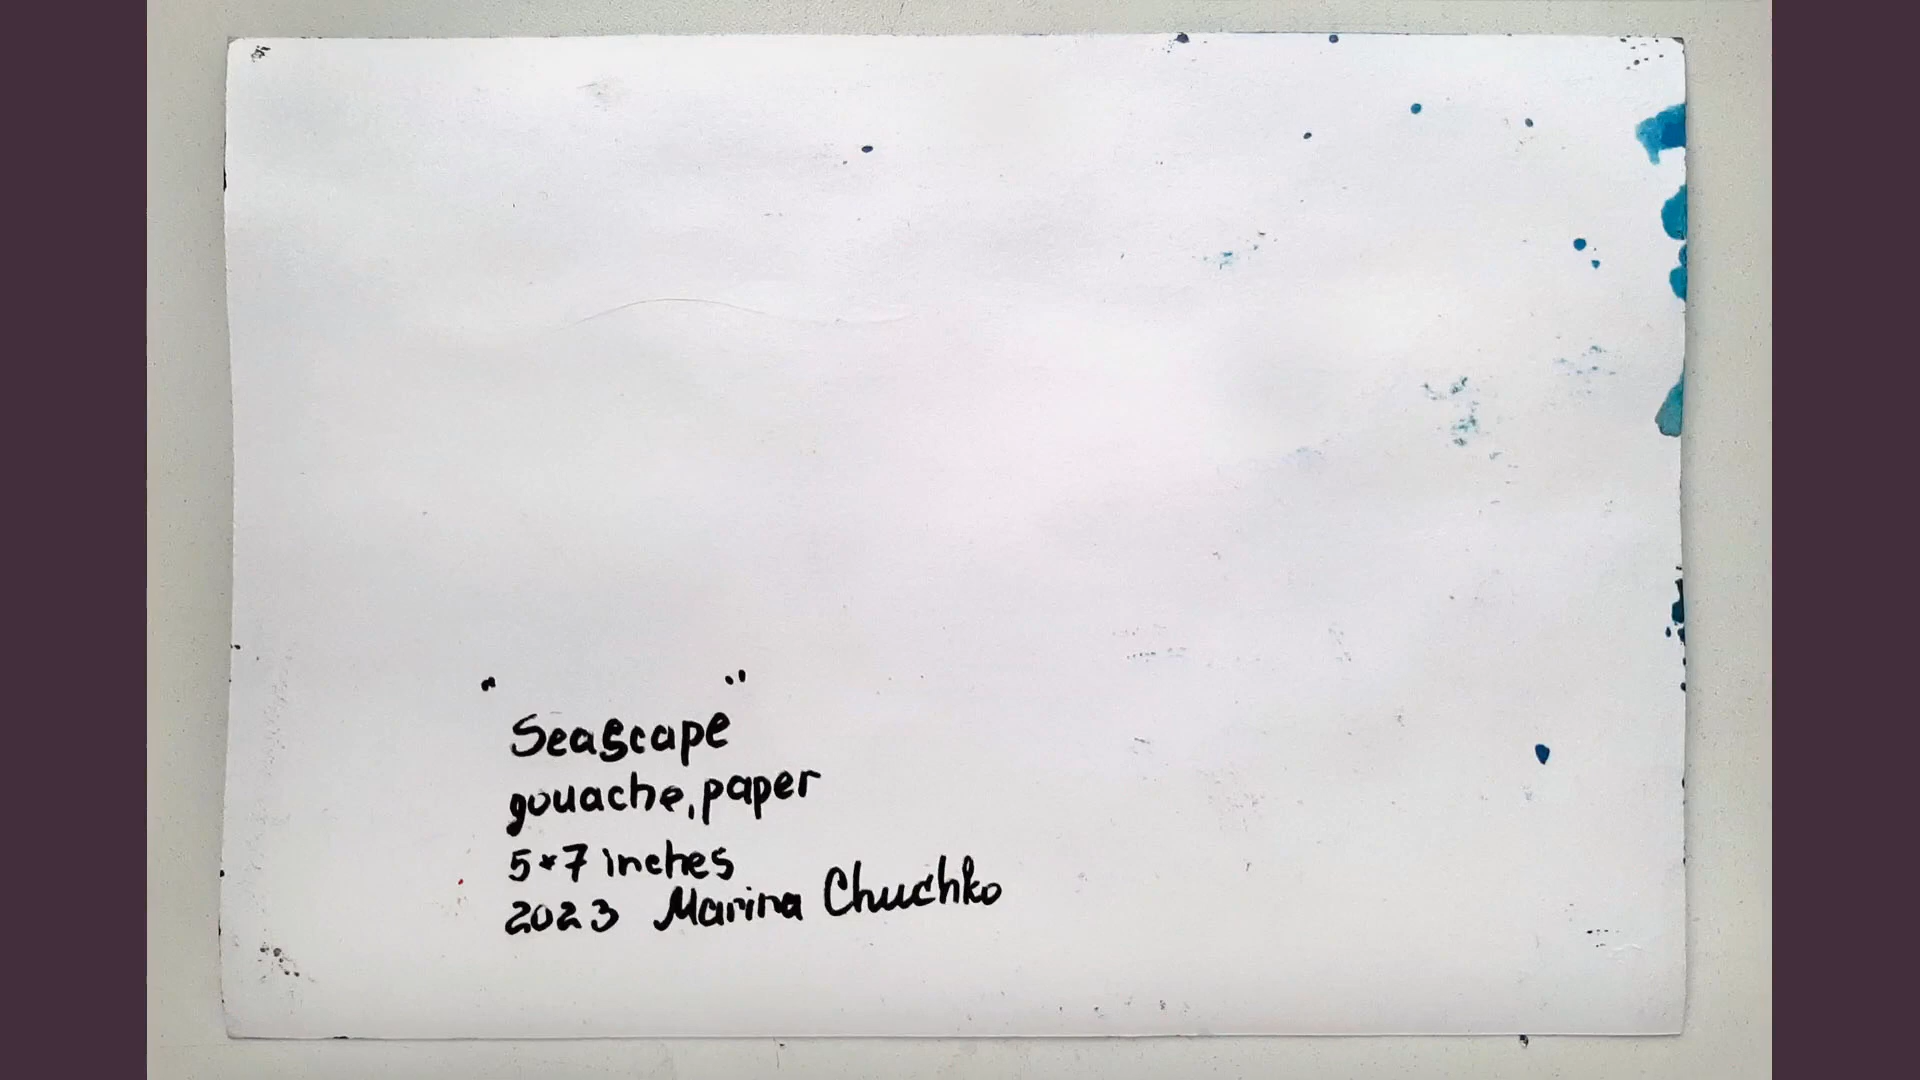 "Seascape"
gouache, paper
5*7 inches
2023 Marina Chuchko